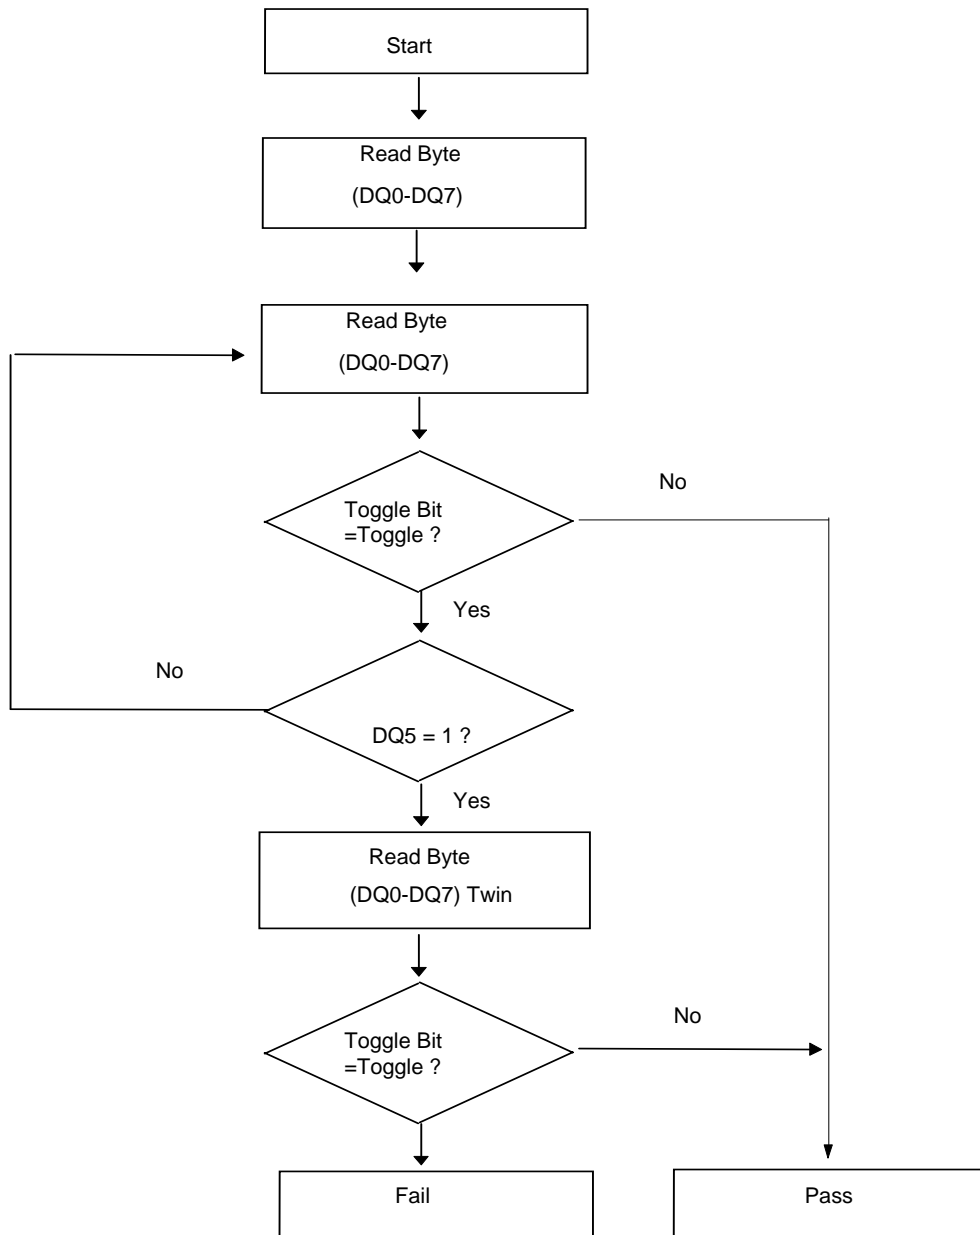 Start
Read Byte
(DQ0-DQ7)
Read Byte
(DQ0-DQ7)
No
Toggle Bit
=Toggle ?
Yes
No
DQ5 = 1 ?
Yes
Read Byte
(DQ0-DQ7) Twin
No
Toggle Bit
=Toggle ?
Fail
Pass